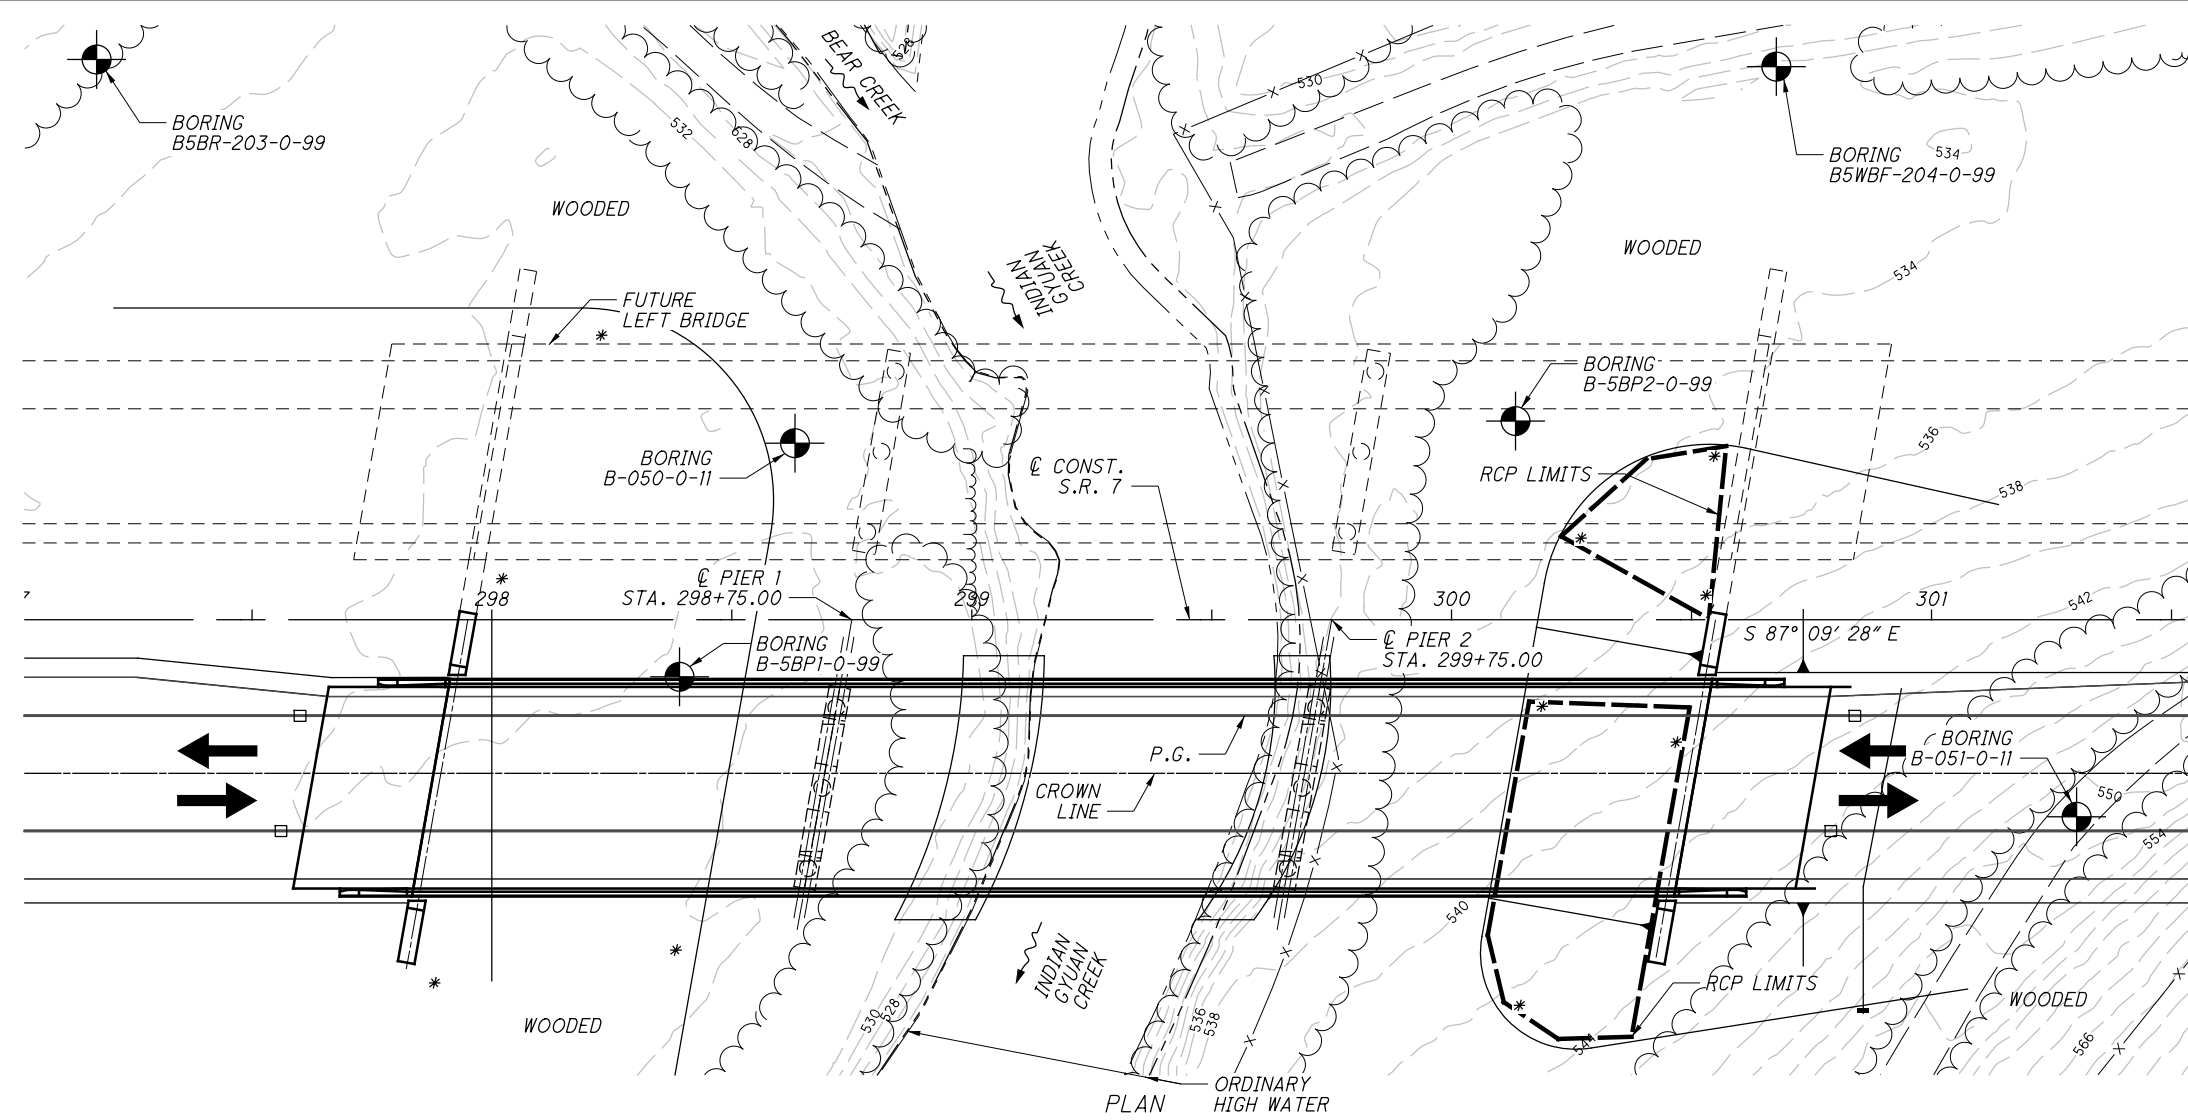 BEAR CREEK
528
530
BORING
B5BR-203-0-99
532
628
BORING
B5WBF-204-0-99
534
WOODED
WOODED
INDIAN
GYUAN
CREEK
534
FUTURE
LEFT BRIDGE
BORING
B-5BP2-0-99
536
BORING
B-050-0-11
℄ CONST.
S.R. 7
RCP LIMITS
538
℄ PIER 1
STA. 298+75.00
298
299
300
301
542
BORING
B-5BP1-0-99
℄ PIER 2
STA. 299+75.00
S 87° 09' 28" E
P.G.
CROWN
LINE
BORING
B-051-0-11
550
554
540
INDIAN
GYUAN
CREEK
RCP LIMITS
WOODED
WOODED
530
528
536
538
544
566
ORDINARY
HIGH WATER
PLAN